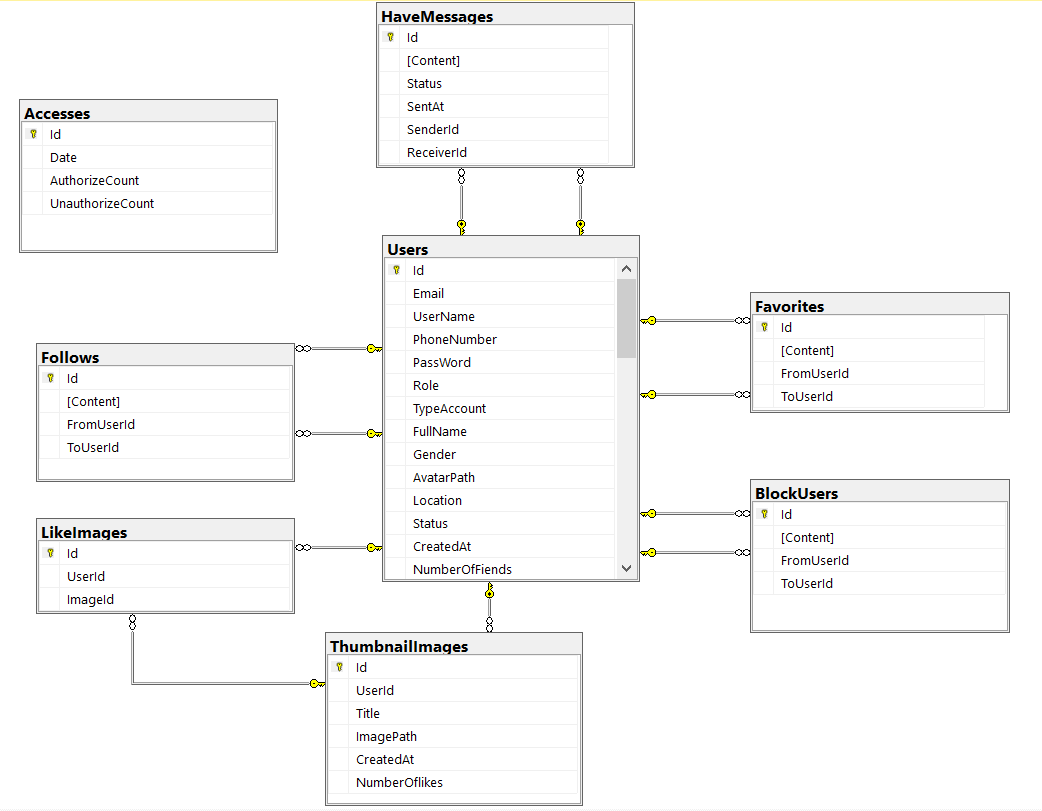 HaveMessages
Id
[Content]
Status
SentAt
SenderId
ReceiverId
Accesses
Id
Date
AuthorizeCount
UnauthorizeCount
Users
Id
Email
UserName
PhoneNumber
PassWord
Role
TypeAccount
FullName
Gender
AvatarPath
Location
Status
CreatedAt
NumberOfFiends
Favorites
Id
[Content]
FromUserId
ToUserId
Follows
Id
[Content]
FromUserId
ToUserId
BlockUsers
Id
[Content]
FromUserId
ToUserId
LikeImages
Id
UserId
ImageId
ThumbnailImages
Id
UserId
Title
ImagePath
CreatedAt
NumberOflikes